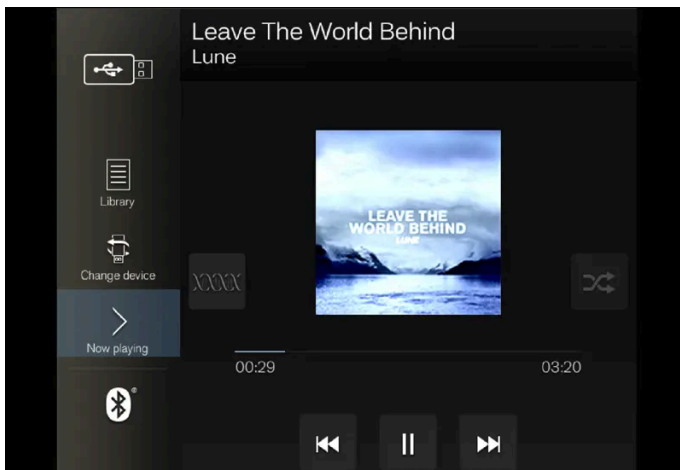 Leave The World Behind
Lune
Library
Change device
Now playing
LEAVE THE
WORLD BEHIND
LUNE
XXXX
00:29
03:20